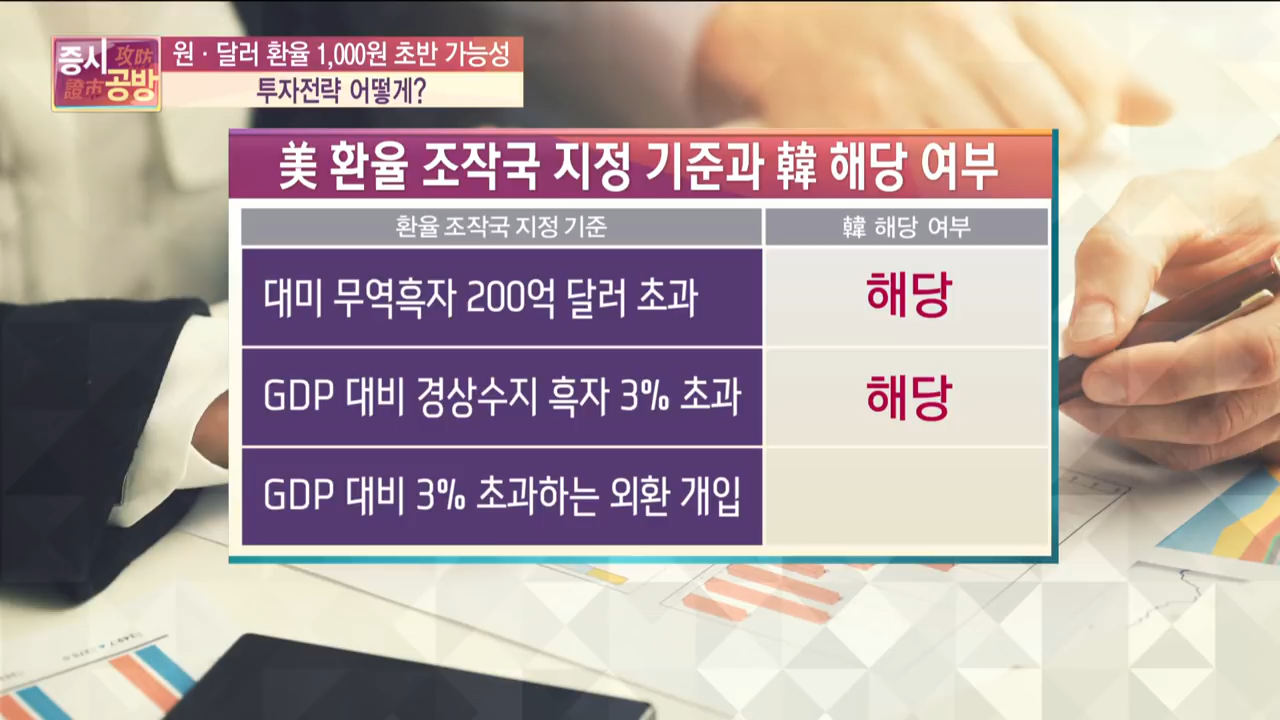 증시 攻防
證市 공방
원·달러 환율 1,000원 초반 가능성
투자전략 어떻게?
美 환율 조작국 지정 기준과 韓 해당 여부
환율 조작국 지정 기준
韓 해당 여부
대미 무역흑자 200억 달러 초과
해당
GDP 대비 경상수지 흑자 3% 초과
해당
GDP 대비 3% 초과하는 외환 개입